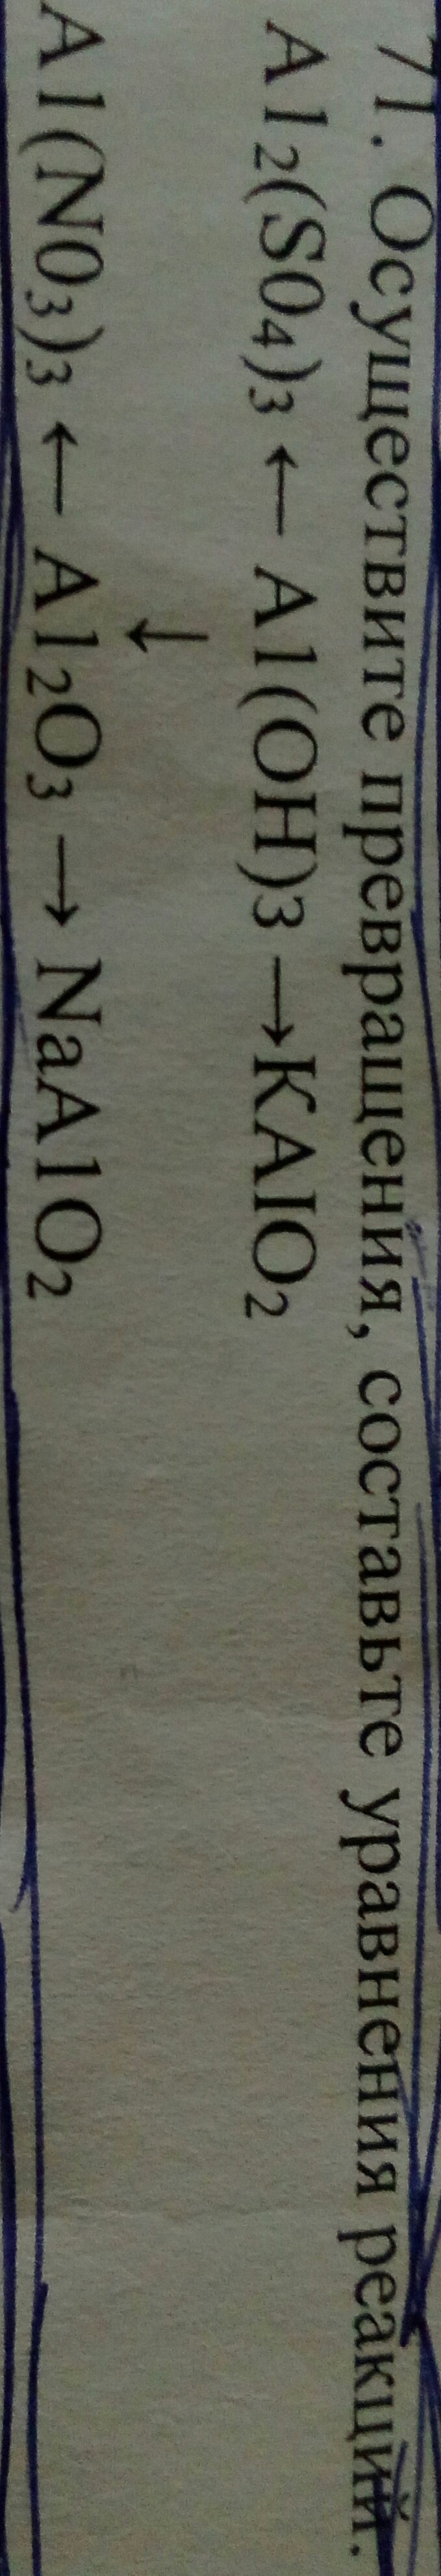 71. Осуществите превращения, составьте уравнения реакций.
Al₂(SO₄)₃ ← Al(OH)3 → KAlO₂
↓
Al(NO₃)₃ ← Al₂O₃ → NaAlO₂